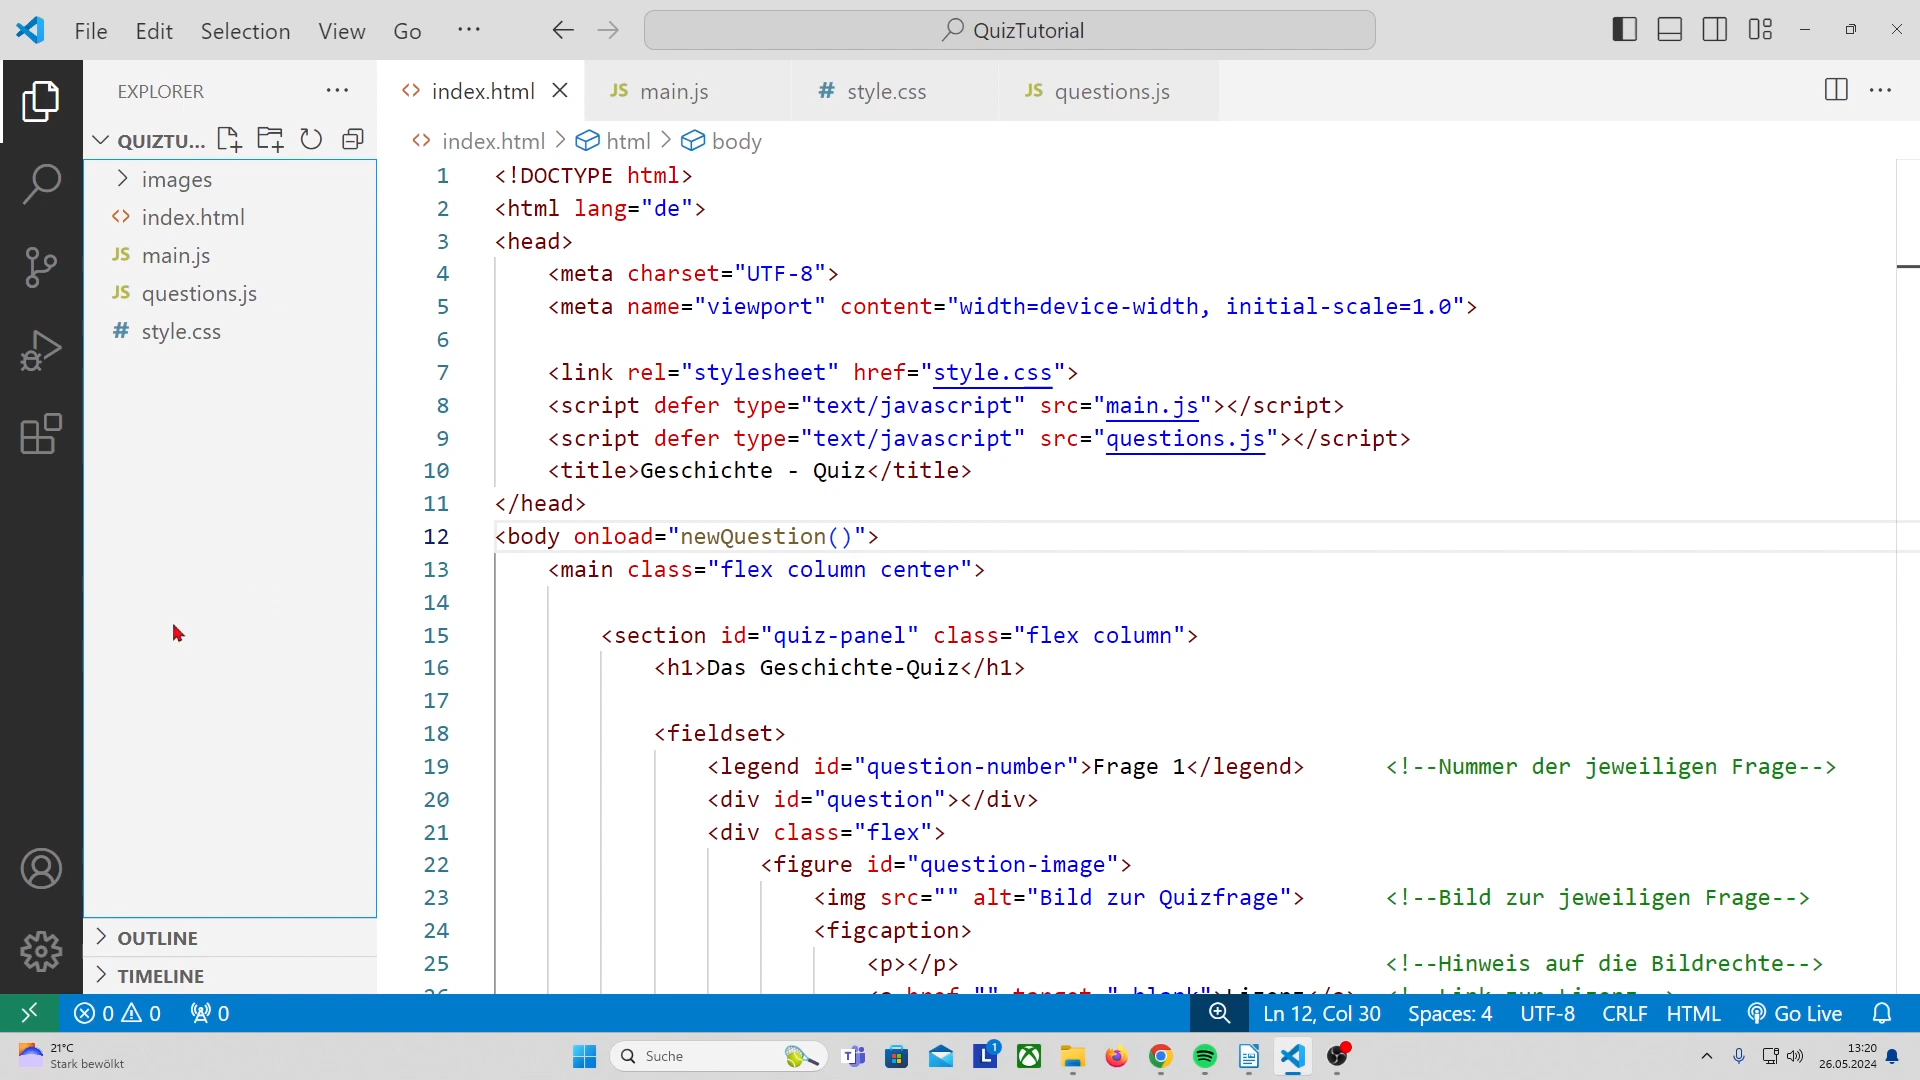 File Edit Selection View Go ··· QuizTutorial
EXPLORER
QUIZTU...
images
index.html
JS main.js
JS questions.js
# style.css
OUTLINE
TIMELINE
index.html JS main.js # style.css JS questions.js
index.html > html > body
1 <!DOCTYPE html>
2 <html lang="de">
3 <head>
4 <meta charset="UTF-8">
5 <meta name="viewport" content="width=device-width, initial-scale=1.0">
6
7 <link rel="stylesheet" href="style.css">
8 <script defer type="text/javascript" src="main.js"></script>
9 <script defer type="text/javascript" src="questions.js"></script>
10 <title>Geschichte - Quiz</title>
11 </head>
12 <body onload="newQuestion()">
13 <main class="flex column center">
14
15 <section id="quiz-panel" class="flex column">
16 <h1>Das Geschichte-Quiz</h1>
17
18 <fieldset>
19 <legend id="question-number">Frage 1</legend> <!--Nummer der jeweiligen Frage-->
20 <div id="question"></div>
21 <div class="flex">
22 <figure id="question-image">
23 <img src="" alt="Bild zur Quizfrage"> <!--Bild zur jeweiligen Frage-->
24 <figcaption>
25 <p></p> <!--Hinweis auf die Bildrechte-->
0 0 0 Ln 12, Col 30 Spaces: 4 UTF-8 CRLF HTML Go Live
21°C
Stark bewölkt
Suche
1
13:20
26.05.2024